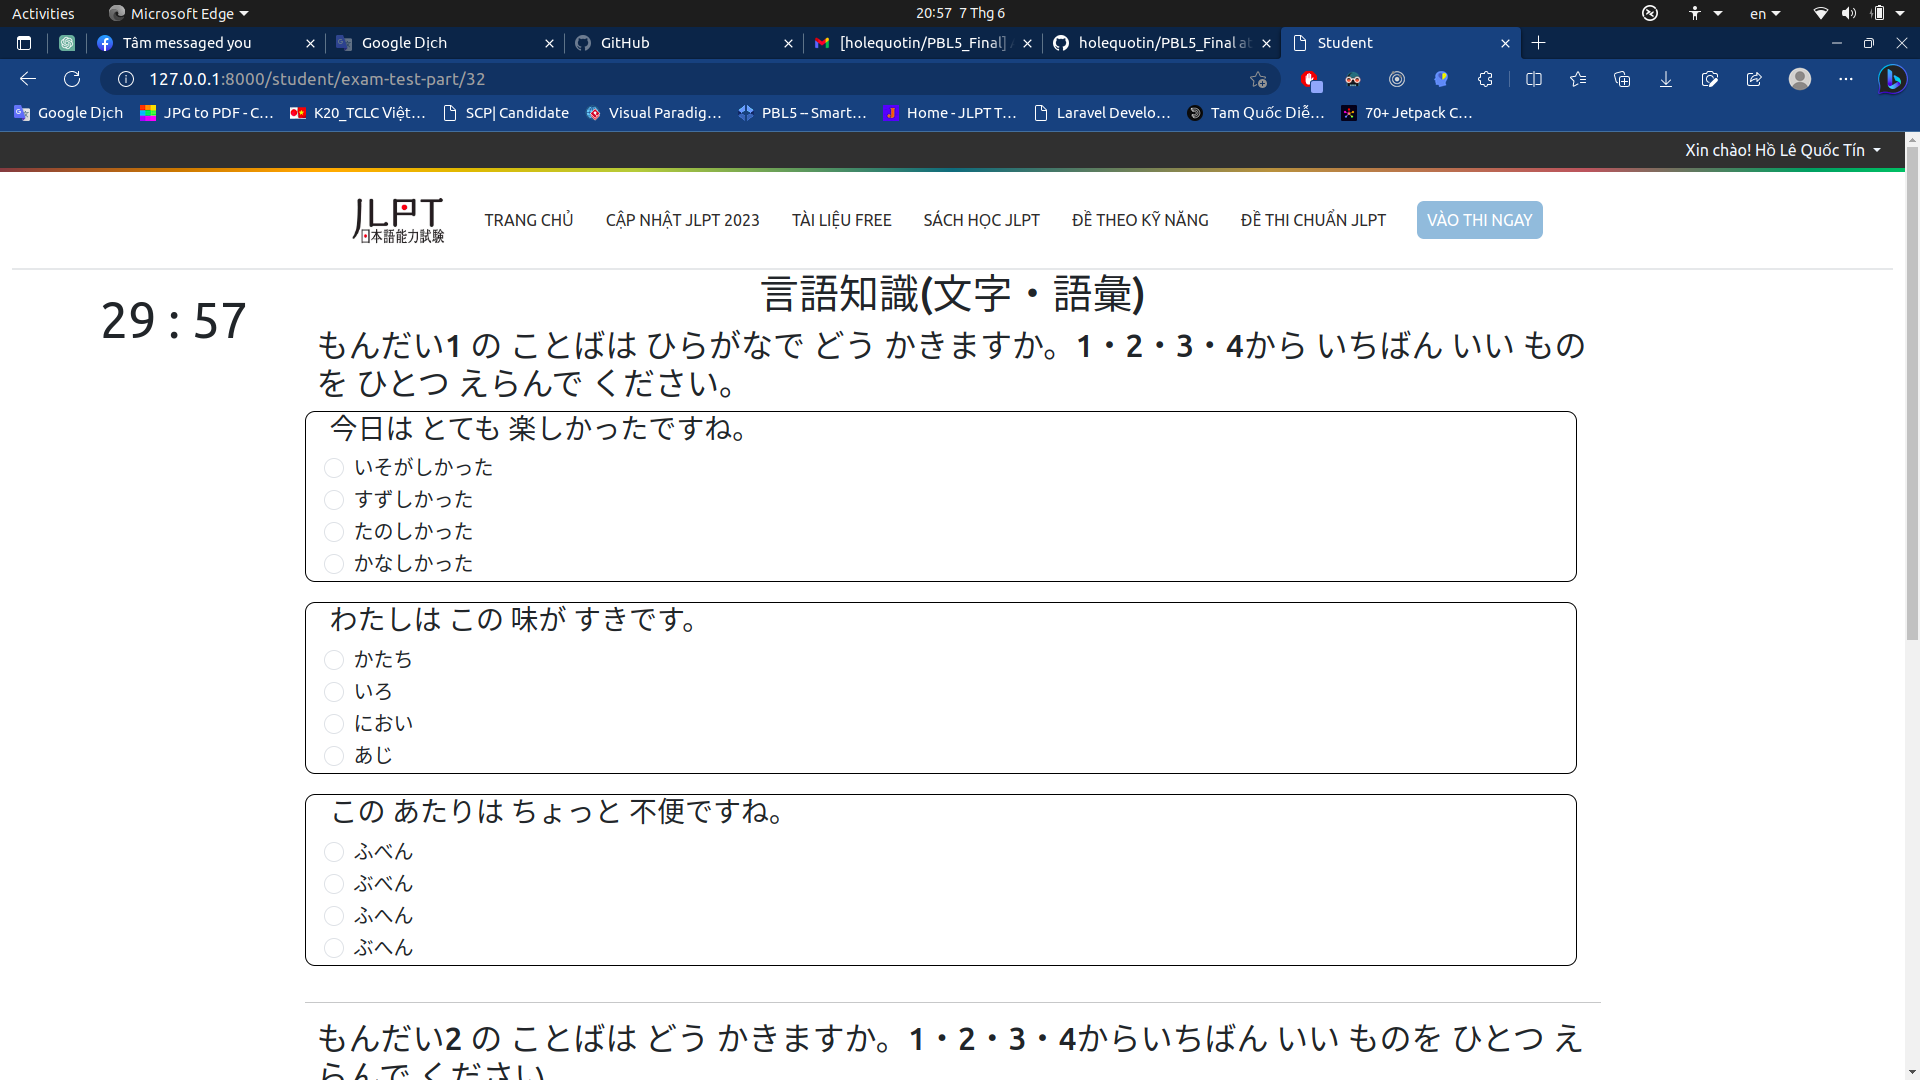 Activities
Microsoft Edge
20:57 7 Thg 6
en
Tâm messaged you
Google Dịch
GitHub
[holequotin/PBL5_Final]
holequotin/PBL5_Final at
Student
127.0.0.1:8000/student/exam-test-part/32
Google Dịch
JPG to PDF - C...
K20_TCLC Việt...
SCP| Candidate
Visual Paradig...
PBL5 – Smart...
Home - JLPT T...
Laravel Develo...
Tam Quốc Diễ...
70+ Jetpack C...
Xin chào! Hồ Lê Quốc Tín
JLPT
日本語能力試験
TRANG CHỦ
CẬP NHẬT JLPT 2023
TÀI LIỆU FREE
SÁCH HỌC JLPT
ĐỀ THEO KỸ NĂNG
ĐỀ THI CHUẨN JLPT
VÀO THI NGAY
29 : 57
言語知識(文字・語彙)
もんだい1 の ことばは ひらがなで どう かきますか。1・2・3・4から いちばん いい もの
を ひとつ えらんで ください。
今日は とても 楽しかったですね。
いそがしかった
すずしかった
たのしかった
かなしかった
わたしは この 味が すきです。
かたち
いろ
におい
あじ
この あたりは ちょっと 不便ですね。
ふべん
ぶべん
ふへん
ぶへん
もんだい2 の ことばは どう かきますか。1・2・3・4からいちばん いい ものを ひとつ え
らんで ください